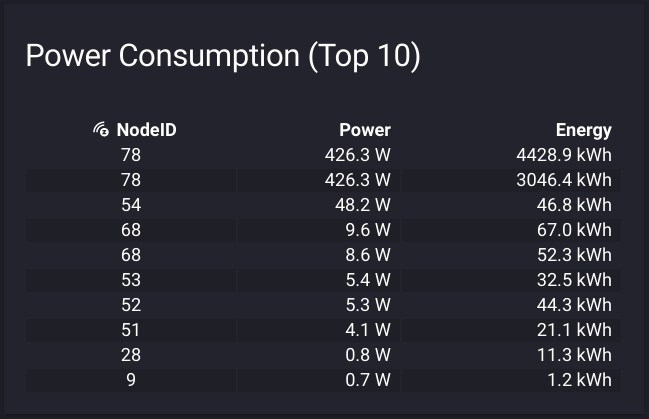 Power Consumption (Top 10)
NodeID Power Energy
78 426.3 W 4428.9 kWh
78 426.3 W 3046.4 kWh
54 48.2 W 46.8 kWh
68 9.6 W 67.0 kWh
68 8.6 W 52.3 kWh
53 5.4 W 32.5 kWh
52 5.3 W 44.3 kWh
51 4.1 W 21.1 kWh
28 0.8 W 11.3 kWh
9 0.7 W 1.2 kWh